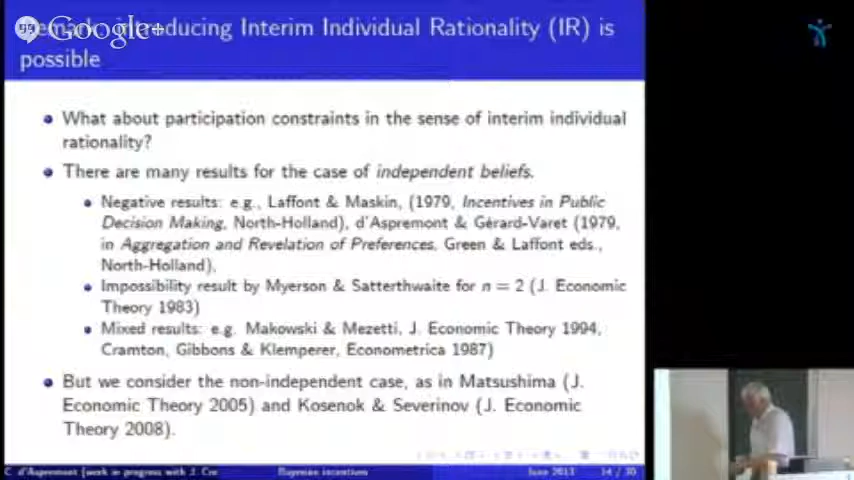 Google+
emark: introducing Interim Individual Rationality (IR) is
possible
What about participation constraints in the sense of interim individual
rationality?
There are many results for the case of independent beliefs.
Negative results: e.g., Laffont & Maskin, (1979, Incentives in Public
Decision Making, North-Holland), d'Aspremont & Gérard-Varet (1979,
in Aggregation and Revelation of Preferences, Green & Laffont eds.,
North-Holland),
Impossibility result by Myerson & Satterthwaite for n = 2 (J. Economic
Theory 1983)
Mixed results: e.g. Makowski & Mezetti, J. Economic Theory 1994,
Cramton, Gibbons & Klemperer, Econometrica 1987)
But we consider the non-independent case, as in Matsushima (J.
Economic Theory 2005) and Kosenok & Severinov (J. Economic
Theory 2008).
C. d'Aspremont (work in progress with J. Cre
Bayesian incentives
June 2013
14 / 30